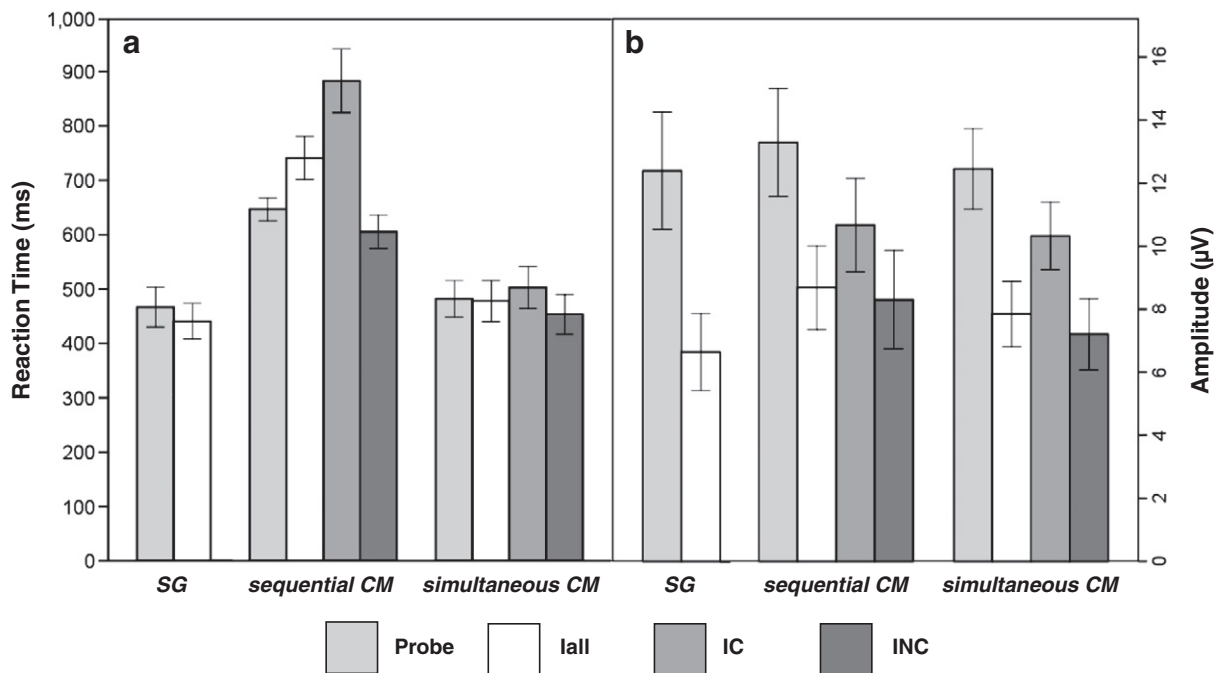 a
b
Reaction Time (ms)
1,000
900
800
700
600
500
400
300
200
100
0
SG
sequential CM
simultaneous CM
SG
sequential CM
simultaneous CM
16
14
12
10
8
6
4
2
0
Amplitude (µV)
Probe
Iall
IC
INC